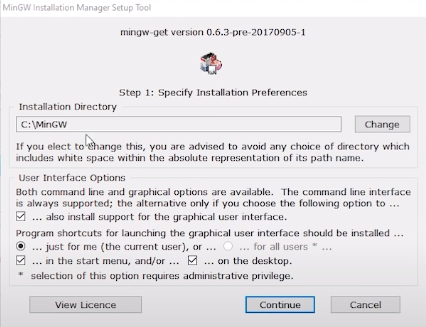 MinGW Installation Manager Setup Tool
mingw-get version 0.6.3-pre-20170905-1
Step 1: Specify Installation Preferences
Installation Directory
C:\MinGW
Change
If you elect to change this, you are advised to avoid any choice of directory which
includes white space within the absolute representation of its path name.
User Interface Options
Both command line and graphical options are available. The command line interface
is always supported; the alternative only if you choose the following option to ...
... also install support for the graphical user interface.
Program shortcuts for launching the graphical user interface should be installed ...
... just for me (the current user), or ... ... for all users * ...
... in the start menu, and/or ... ... on the desktop.
* selection of this option requires administrative privilege.
View Licence Continue Cancel